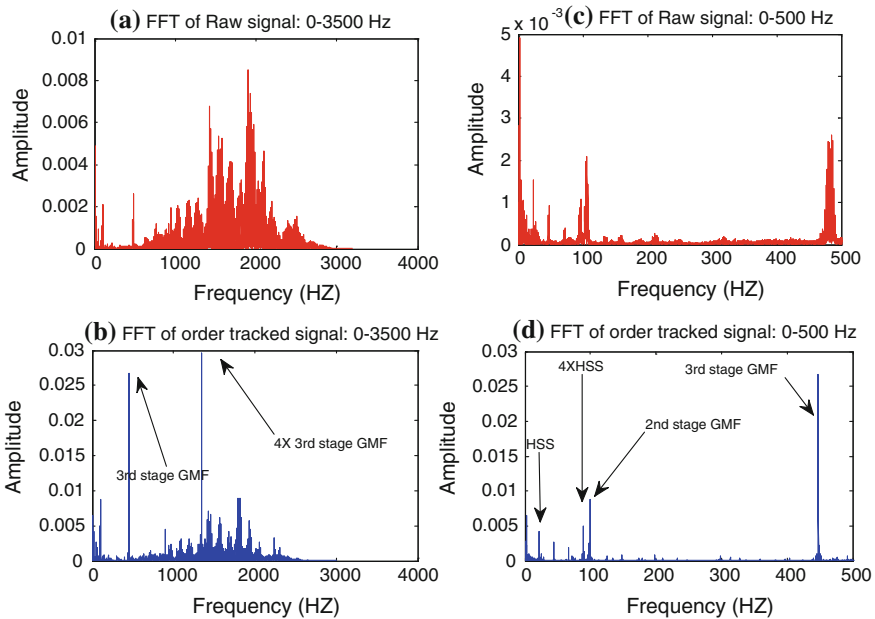 (a) FFT of Raw signal: 0-3500 Hz
0.01
0.008
0.006
0.004
0.002
0
Amplitude
0 1000 2000 3000 4000
Frequency (HZ)
(c) FFT of Raw signal: 0-500 Hz
5 x 10 -3
4
3
2
1
0
Amplitude
0 100 200 300 400 500
Frequency (HZ)
(b) FFT of order tracked signal: 0-3500 Hz
0.03
0.025
0.02
0.015
0.01
0.005
0
Amplitude
3rd stage GMF
4X 3rd stage GMF
0 1000 2000 3000 4000
Frequency (HZ)
(d) FFT of order tracked signal: 0-500 Hz
0.03
0.025
0.02
0.015
0.01
0.005
0
Amplitude
4XHSS
3rd stage GMF
HSS
2nd stage GMF
0 100 200 300 400 500
Frequency (HZ)